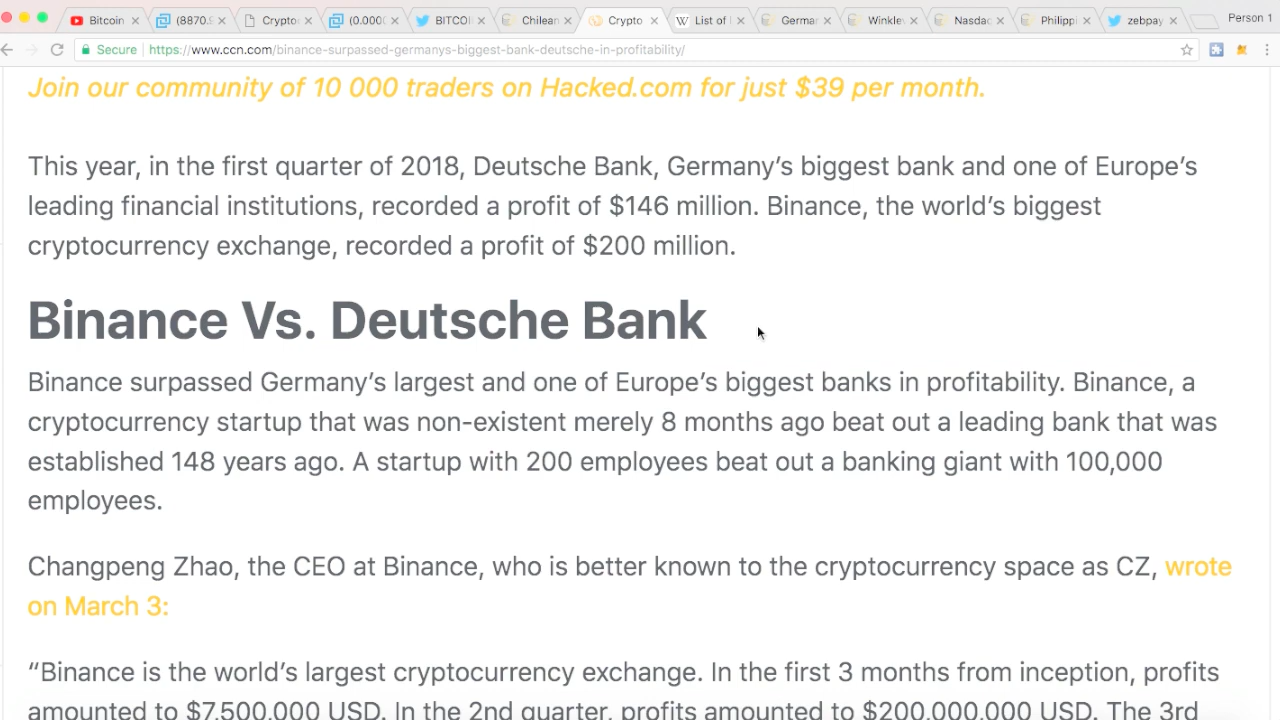 Bitcoin
(8870.9
Crypto
(0.000
BITCOI
Chilean
Crypto
List of
Germa
Winklev
Nasdac
Philippi
zebpay
Person 1
Secure https://www.ccn.com/binance-surpassed-germanys-biggest-bank-deutsche-in-profitability/
Join our community of 10 000 traders on Hacked.com for just $39 per month.
This year, in the first quarter of 2018, Deutsche Bank, Germany’s biggest bank and one of Europe’s
leading financial institutions, recorded a profit of $146 million. Binance, the world’s biggest
cryptocurrency exchange, recorded a profit of $200 million.
Binance Vs. Deutsche Bank
Binance surpassed Germany’s largest and one of Europe’s biggest banks in profitability. Binance, a
cryptocurrency startup that was non-existent merely 8 months ago beat out a leading bank that was
established 148 years ago. A startup with 200 employees beat out a banking giant with 100,000
employees.
Changpeng Zhao, the CEO at Binance, who is better known to the cryptocurrency space as CZ, wrote
on March 3:
“Binance is the world’s largest cryptocurrency exchange. In the first 3 months from inception, profits
amounted to $7,500,000 USD. In the 2nd quarter, profits amounted to $200,000,000 USD. The 3rd